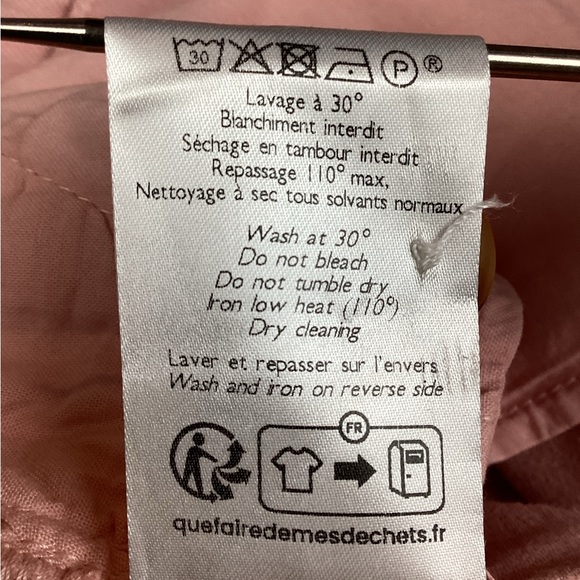 30 P ®
Lavage à 30°
Blanchiment interdit
Séchage en tambour interdit
Repassage 110° max,
Nettoyage à sec tous solvants normaux
Wash at 30°
Do not bleach
Do not tumble dry
Iron low heat (110°)
Dry cleaning
Laver et repasser sur l'envers
Wash and iron on reverse side
FR
quefairedemesdechets.fr